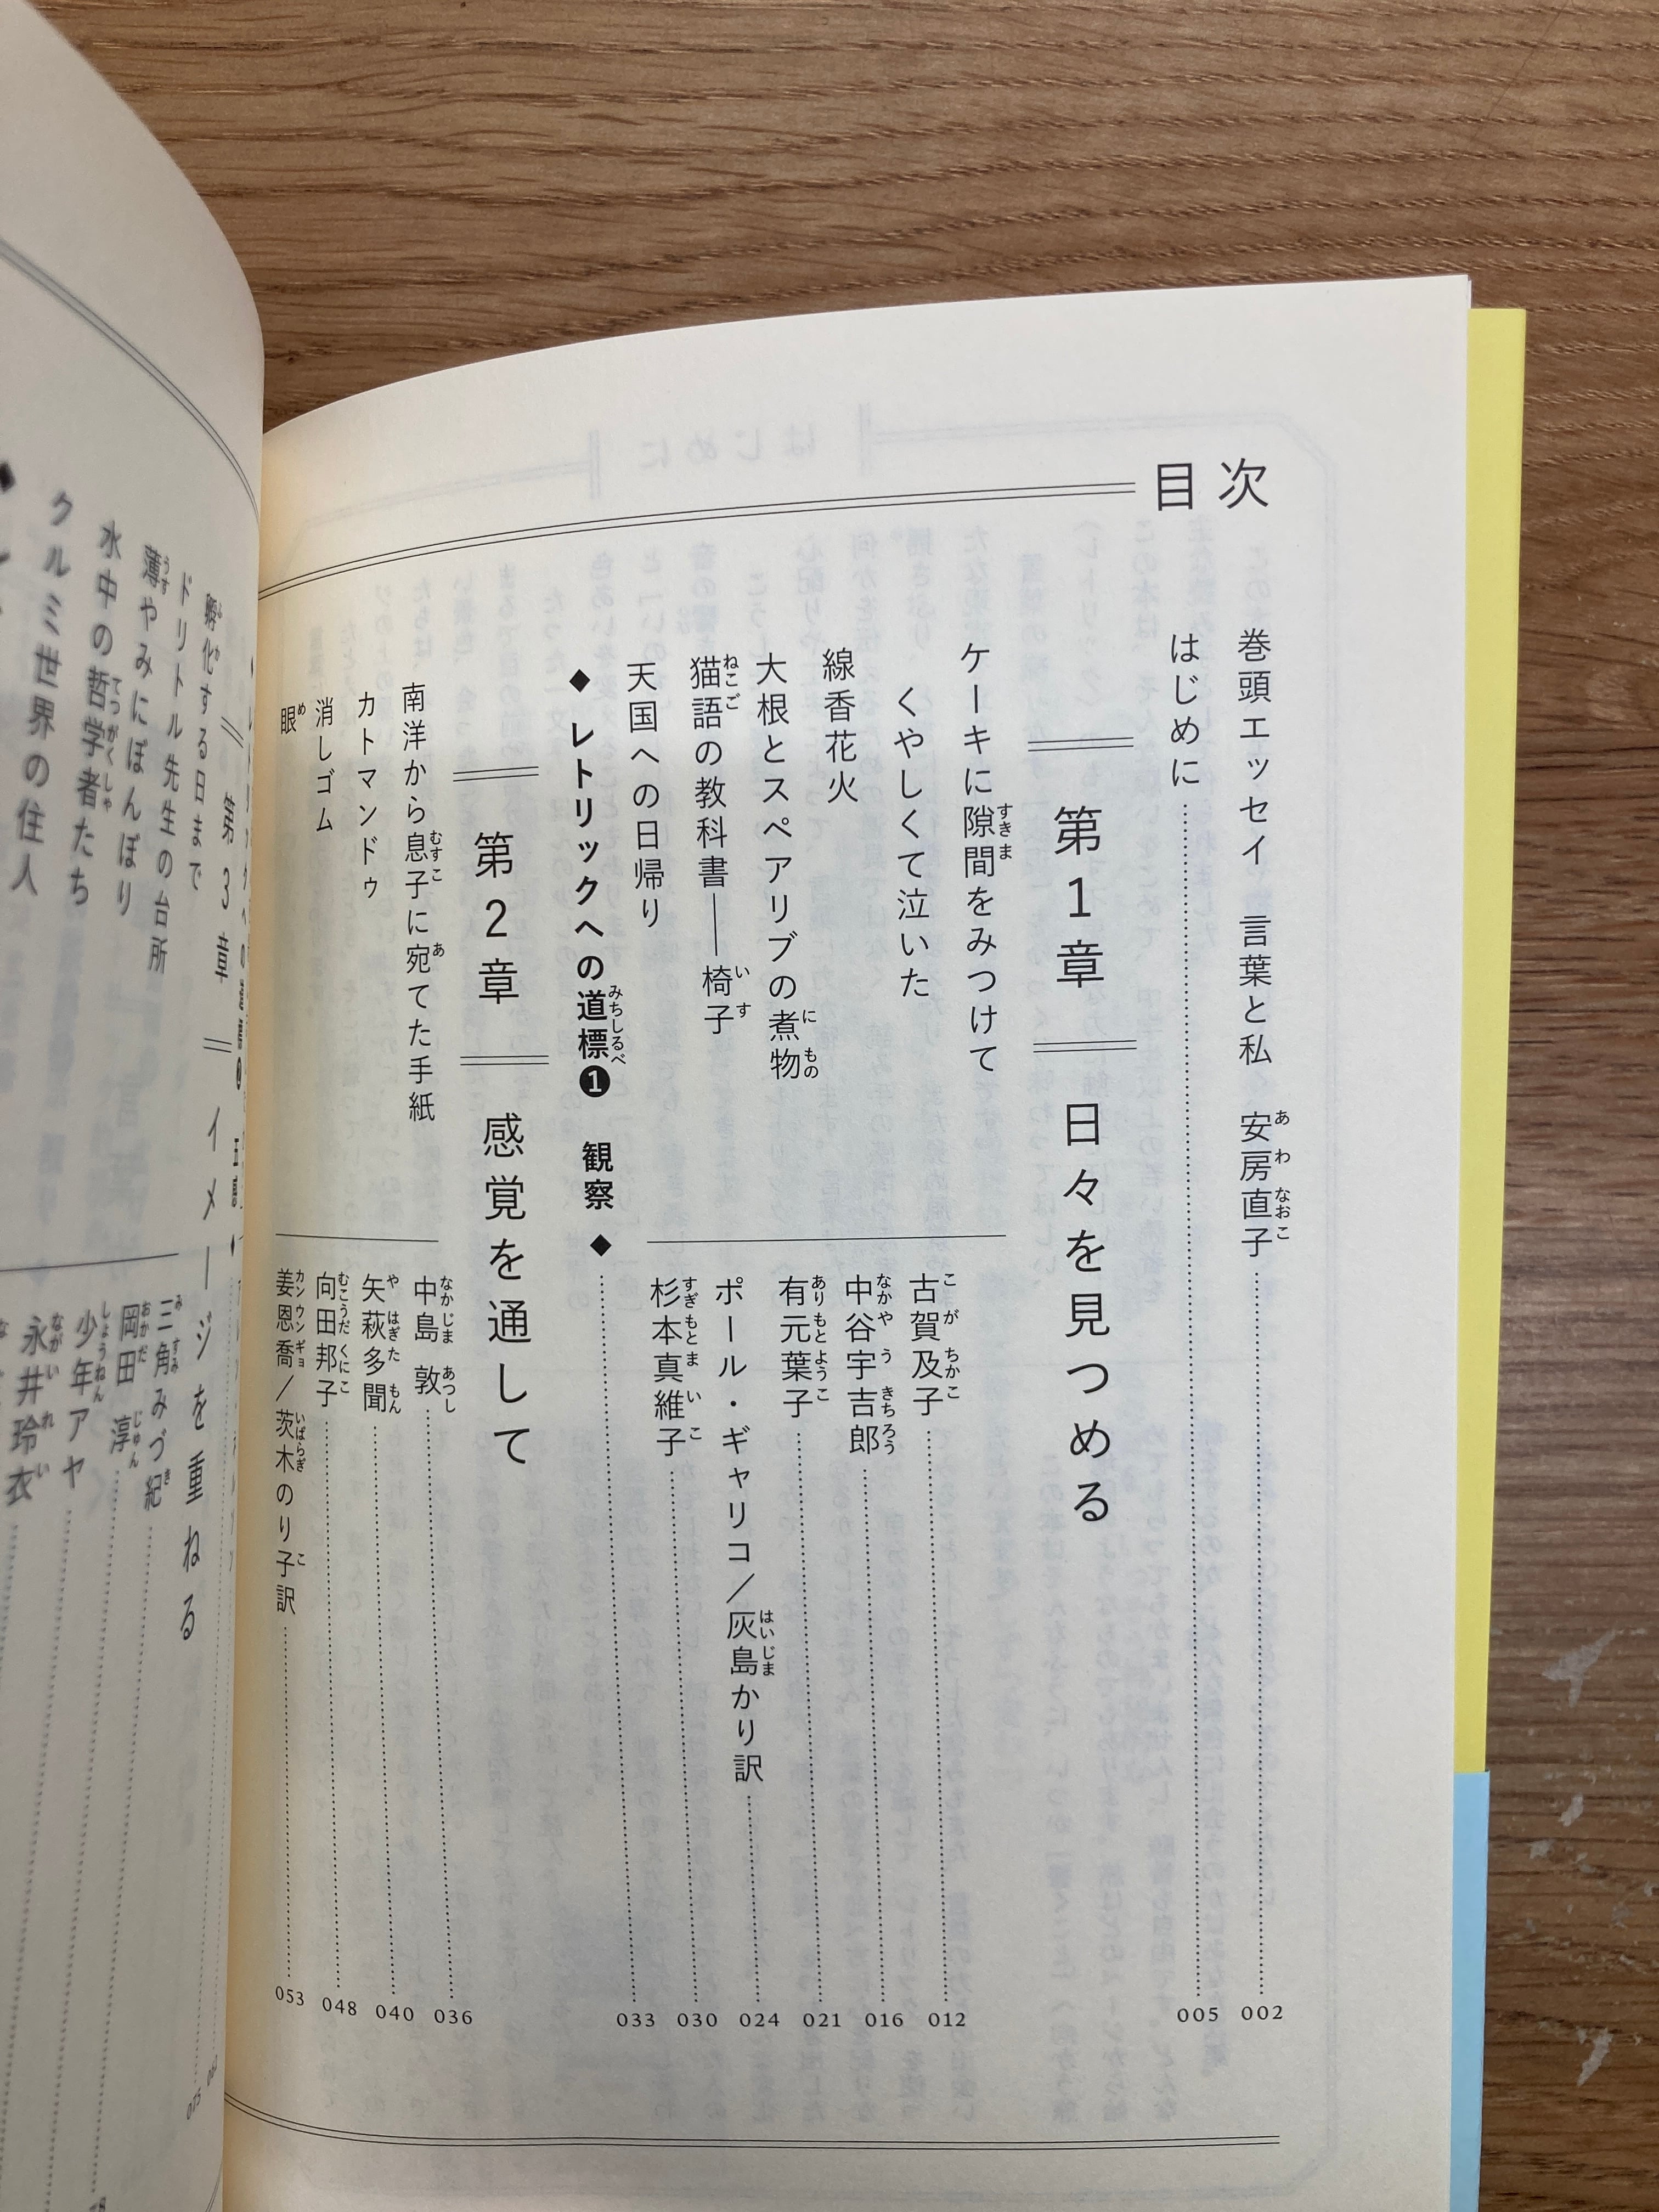 目次
巻頭エッセイ 言葉と私 安房直子 002
はじめに 005
第1章 日々を見つめる
ケーキに隙間をみつけて
くやしくて泣いた 古賀及子 012
線香花火 中谷宇吉郎 016
大根とスペアリブの煮物 有元葉子 021
猫語の教科書――椅子 ポール・ギャリコ／灰島かり訳 024
天国への日帰り 杉本真維子 030
◆ レトリックへの道標❶ 観察 ◆ 033
第2章 感覚を通して
南洋から息子に宛てた手紙 中島 敦 036
カトマンドゥ 矢萩多聞 040
消しゴム 向田邦子 048
眼 姜恩喬／茨木のり子訳 053
第3章 イメージを重ねる
孵化する日まで 三角みづ紀
ドリトル先生の台所 岡田 淳
薄やみにぼんぼり 少年アヤ
水中の哲学者たち 永井玲衣
クルミ世界の住人